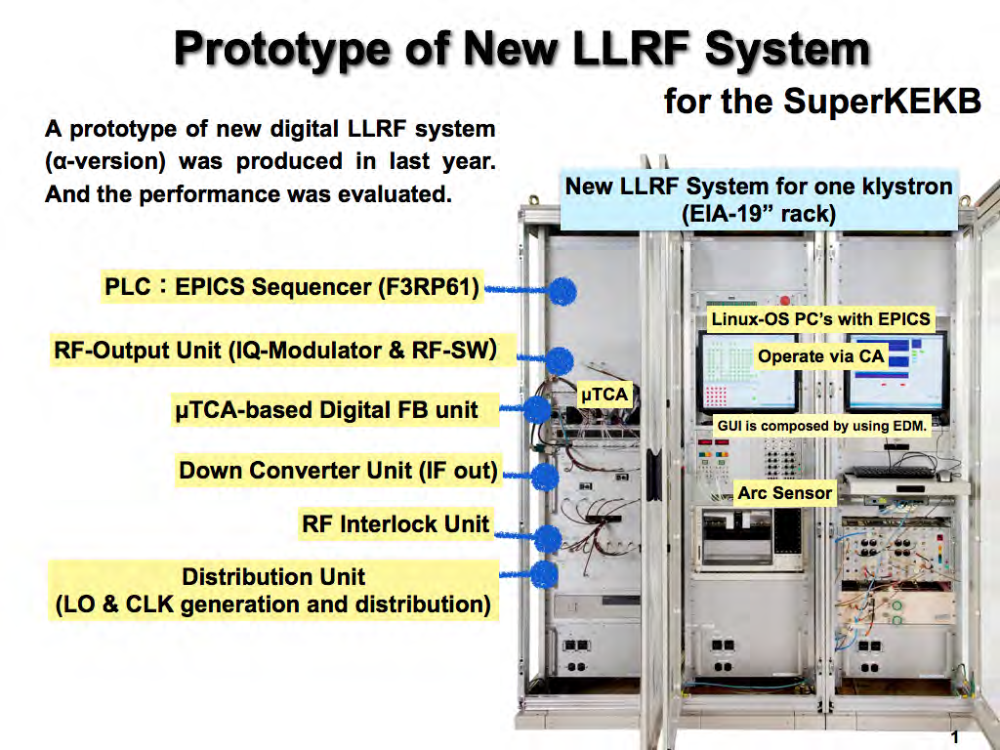 Prototype of New LLRF System
for the SuperKEKB
A prototype of new digital LLRF system
(α-version) was produced in last year.
And the performance was evaluated.
New LLRF System for one klystron
(EIA-19” rack)
PLC：EPICS Sequencer (F3RP61)
RF-Output Unit (IQ-Modulator & RF-SW）
µTCA-based Digital FB unit
Down Converter Unit (IF out)
RF Interlock Unit
Distribution Unit
(LO & CLK generation and distribution)
µTCA
Linux-OS PC’s with EPICS
Operate via CA
GUI is composed by using EDM.
Arc Sensor
1